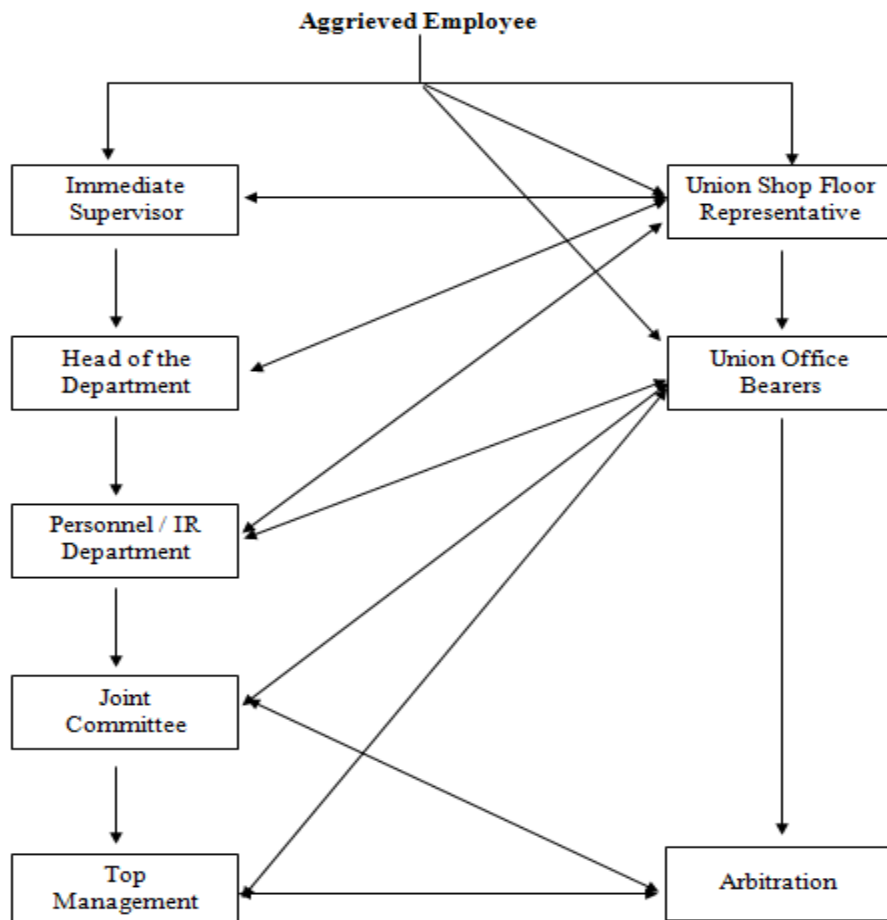 Aggrieved Employee
Immediate
Supervisor
Union Shop Floor
Representative
Head of the
Department
Union Office
Bearers
Personnel / IR
Department
Joint
Committee
Top
Management
Arbitration